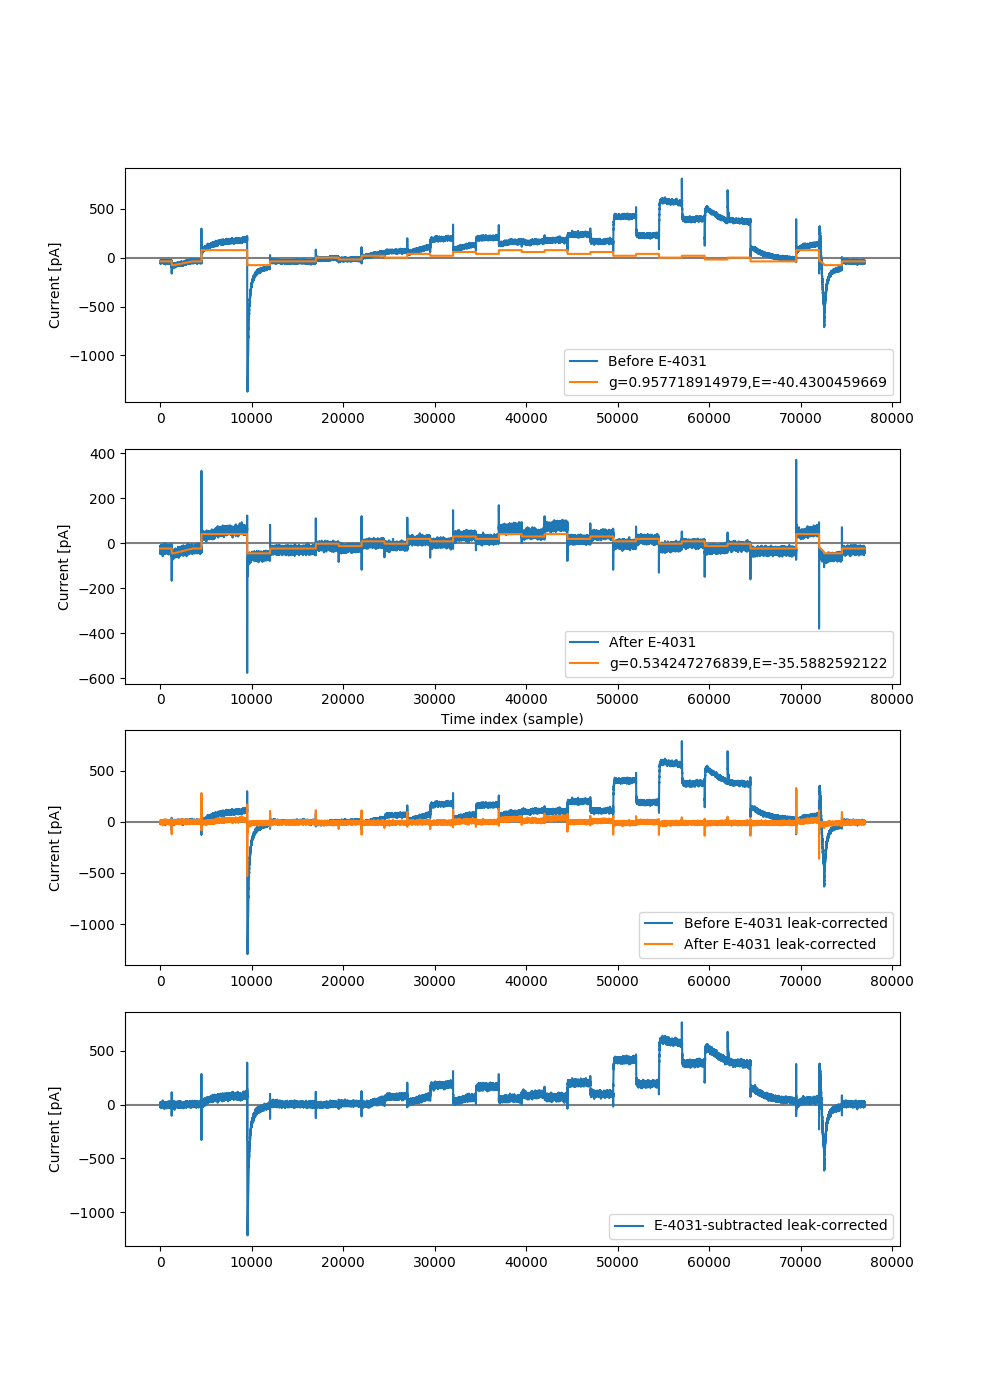 500
0
−500
−1000
Current [pA]
Before E-4031
g=0.957718914979,E=-40.4300459669
0 10000 20000 30000 40000 50000 60000 70000 80000
400
200
0
−200
−400
−600
Current [pA]
After E-4031
g=0.534247276839,E=-35.5882592122
0 10000 20000 30000 40000 50000 60000 70000 80000
Time index (sample)
500
0
−500
−1000
Current [pA]
Before E-4031 leak-corrected
After E-4031 leak-corrected
0 10000 20000 30000 40000 50000 60000 70000 80000
500
0
−500
−1000
Current [pA]
E-4031-subtracted leak-corrected
0 10000 20000 30000 40000 50000 60000 70000 80000